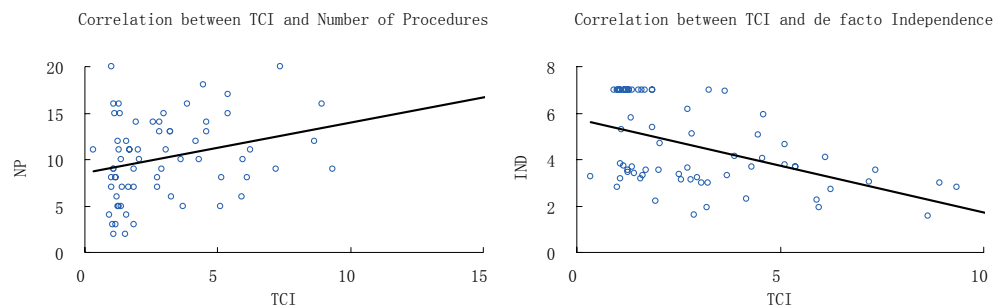 Correlation between TCI and Number of Procedures
20
15
10
5
0
NP
0 5 10 15
TCI
Correlation between TCI and de facto Independence
8
6
4
2
0
IND
0 5 10
TCI